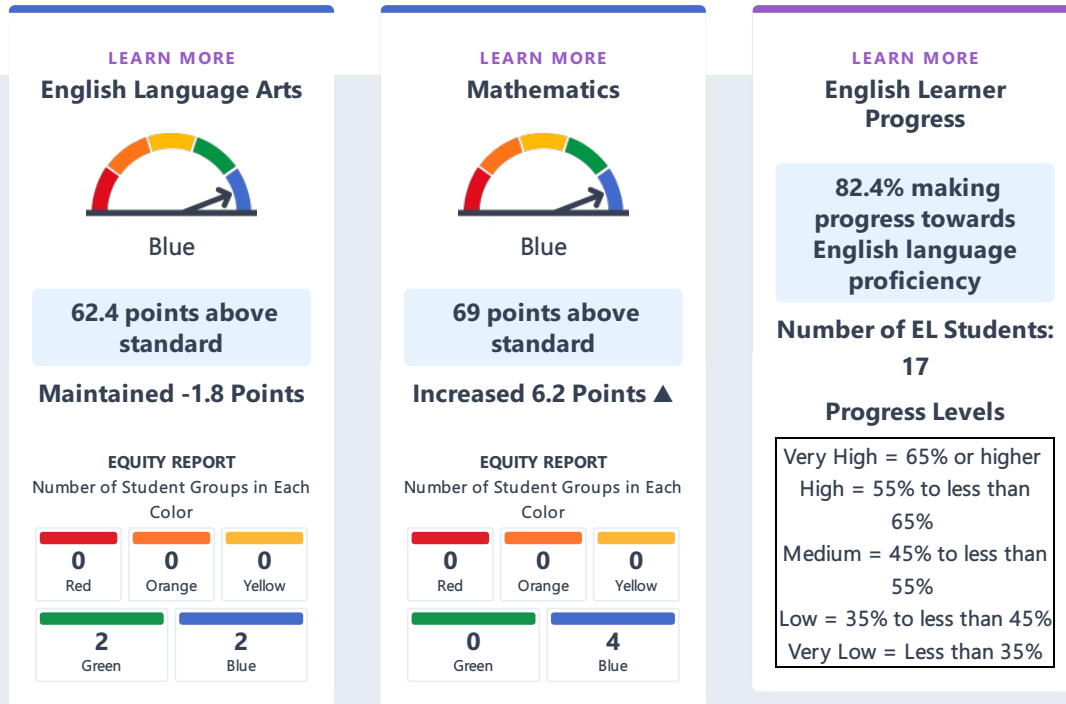 LEARN MORE
English Language Arts
Blue
62.4 points above
standard
Maintained -1.8 Points
EQUITY REPORT
Number of Student Groups in Each
Color
0
Red
0
Orange
0
Yellow
2
Green
2
Blue
LEARN MORE
Mathematics
Blue
69 points above
standard
Increased 6.2 Points ▲
EQUITY REPORT
Number of Student Groups in Each
Color
0
Red
0
Orange
0
Yellow
0
Green
4
Blue
LEARN MORE
English Learner
Progress
82.4% making
progress towards
English language
proficiency
Number of EL Students:
17
Progress Levels
Very High = 65% or higher
High = 55% to less than
65%
Medium = 45% to less than
55%
Low = 35% to less than 45%
Very Low = Less than 35%